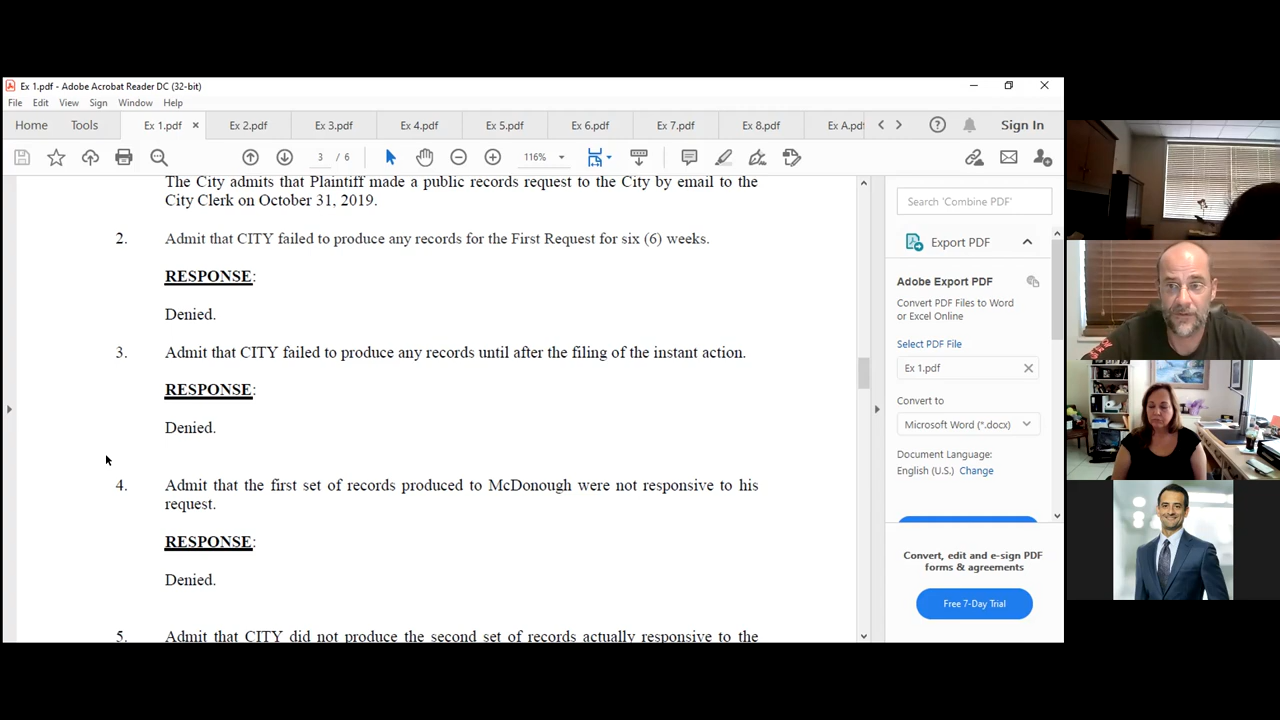 Ex 1.pdf - Adobe Acrobat Reader DC (32-bit)
File Edit View Sign Window Help
Home Tools Ex 1.pdf × Ex 2.pdf Ex 3.pdf Ex 4.pdf Ex 5.pdf Ex 6.pdf Ex 7.pdf Ex 8.pdf Ex A.pdf Sign In
3 / 6 116%
The City admits that Plaintiff made a public records request to the City by email to the
City Clerk on October 31, 2019.
2. Admit that CITY failed to produce any records for the First Request for six (6) weeks.
RESPONSE:
Denied.
3. Admit that CITY failed to produce any records until after the filing of the instant action.
RESPONSE:
Denied.
4. Admit that the first set of records produced to McDonough were not responsive to his
request.
RESPONSE:
Denied.
5. Admit that CITY did not produce the second set of records actually responsive to the
Search 'Combine PDF'
Export PDF
Adobe Export PDF
Convert PDF Files to Word
or Excel Online
Select PDF File
Ex 1.pdf
Convert to
Microsoft Word (*.docx)
Document Language:
English (U.S.) Change
Convert, edit and e-sign PDF
forms & agreements
Free 7-Day Trial